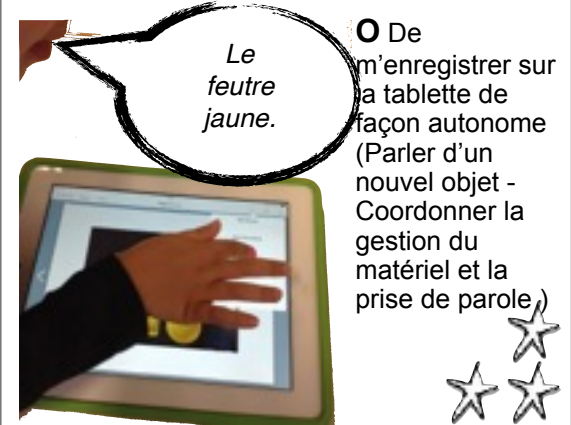 Le
feutre
jaune.
O De
m'enregistrer sur
la tablette de
façon autonome
(Parler d'un
nouvel objet -
Coordonner la
gestion du
matériel et la
prise de parole.)